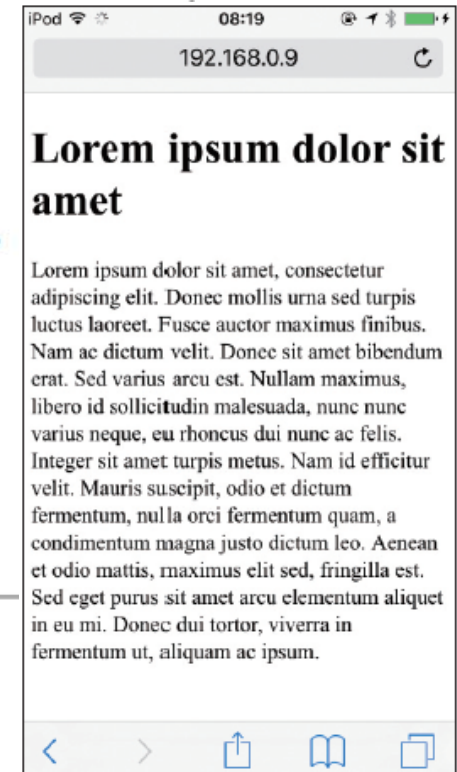 iPod 08:19
192.168.0.9
Lorem ipsum dolor sit
amet
Lorem ipsum dolor sit amet, consectetur
adipiscing elit. Donec mollis urna sed turpis
luctus laoreet. Fusce auctor maximus finibus.
Nam ac dictum velit. Donec sit amet bibendum
erat. Sed varius arcu est. Nullam maximus,
libero id sollicitudin malesuada, nunc nunc
varius neque, eu rhoncus dui nunc ac felis.
Integer sit amet turpis metus. Nam id efficitur
velit. Mauris suscipit, odio et dictum
fermentum, nulla orci fermentum quam, a
condimentum magna justo dictum leo. Aenean
et odio mattis, maximus elit sed, fringilla est.
Sed eget purus sit amet arcu elementum aliquet
in eu mi. Donec dui tortor, viverra in
fermentum ut, aliquam ac ipsum.